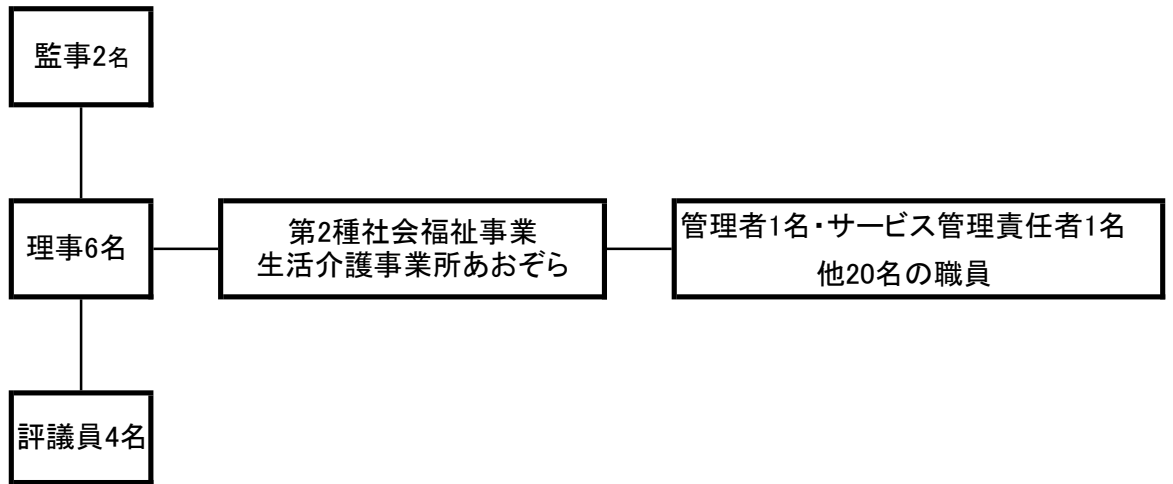 監事2名
理事6名
第2種社会福祉事業
生活介護事業所あおぞら
管理者1名・サービス管理責任者1名
他20名の職員
評議員4名